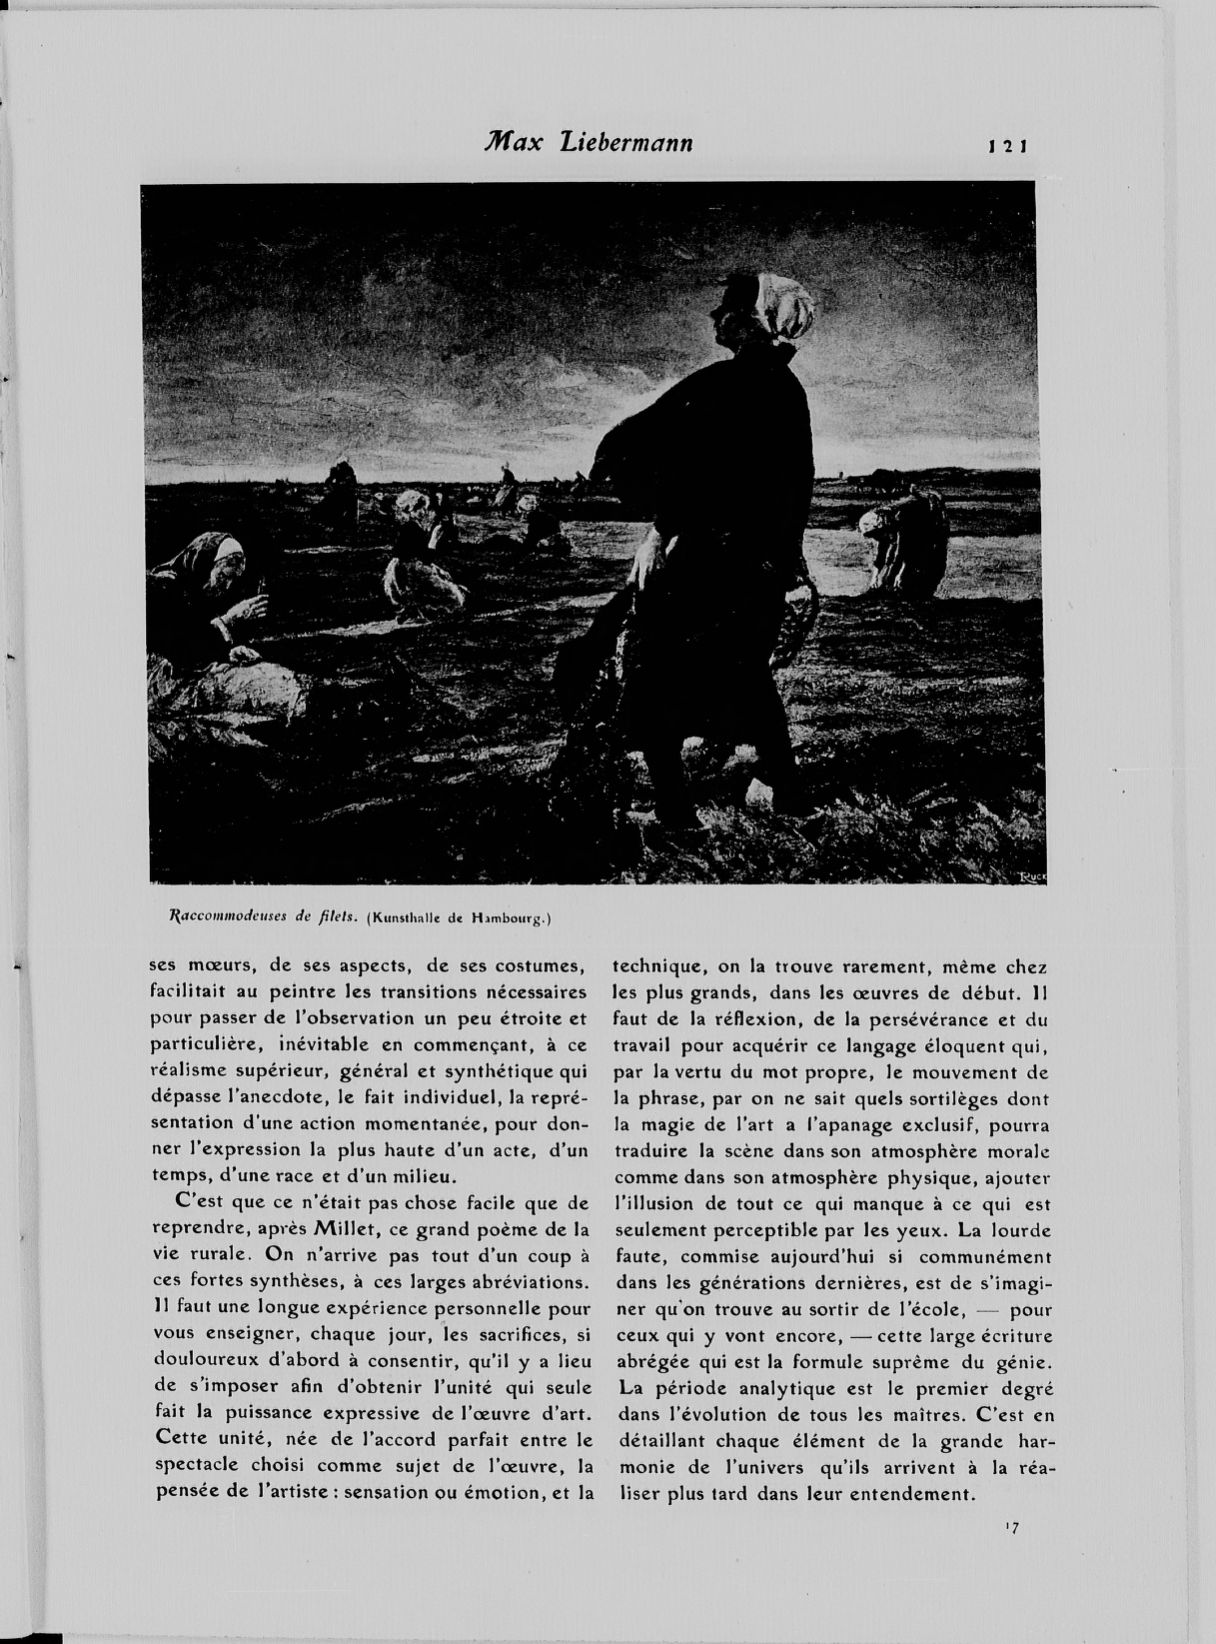 Max Liebermann 121
Ruck
Raccommodeuses de filets. (Kunsthalle de Hambourg.)
ses mœurs, de ses aspects, de ses costumes,
facilitait au peintre les transitions nécessaires
pour passer de l'observation un peu étroite et
particulière, inévitable en commençant, à ce
réalisme supérieur, général et synthétique qui
dépasse l'anecdote, le fait individuel, la repré-
sentation d'une action momentanée, pour don-
ner l'expression la plus haute d'un acte, d'un
temps, d'une race et d'un milieu.
C'est que ce n'était pas chose facile que de
reprendre, après Millet, ce grand poème de la
vie rurale. On n'arrive pas tout d'un coup à
ces fortes synthèses, à ces larges abréviations.
Il faut une longue expérience personnelle pour
vous enseigner, chaque jour, les sacrifices, si
douloureux d'abord à consentir, qu'il y a lieu
de s'imposer afin d'obtenir l'unité qui seule
fait la puissance expressive de l'œuvre d'art.
Cette unité, née de l'accord parfait entre le
spectacle choisi comme sujet de l'œuvre, la
pensée de l'artiste : sensation ou émotion, et la
technique, on la trouve rarement, même chez
les plus grands, dans les œuvres de début. Il
faut de la réflexion, de la persévérance et du
travail pour acquérir ce langage éloquent qui,
par la vertu du mot propre, le mouvement de
la phrase, par on ne sait quels sortilèges dont
la magie de l'art a l'apanage exclusif, pourra
traduire la scène dans son atmosphère morale
comme dans son atmosphère physique, ajouter
l'illusion de tout ce qui manque à ce qui est
seulement perceptible par les yeux. La lourde
faute, commise aujourd'hui si communément
dans les générations dernières, est de s'imagi-
ner qu'on trouve au sortir de l'école, — pour
ceux qui y vont encore, — cette large écriture
abrégée qui est la formule suprême du génie.
La période analytique est le premier degré
dans l'évolution de tous les maîtres. C'est en
détaillant chaque élément de la grande har-
monie de l'univers qu'ils arrivent à la réa-
liser plus tard dans leur entendement.
17